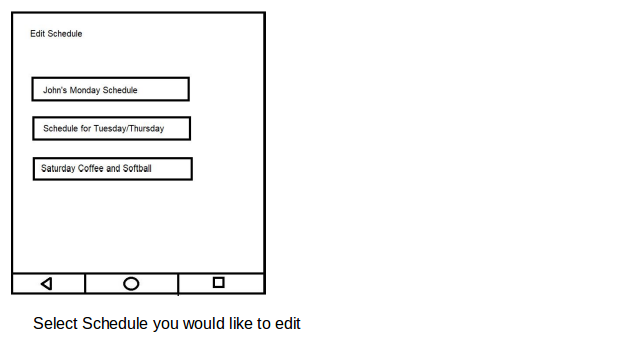 Edit Schedule
John's Monday Schedule
Schedule for Tuesday/Thursday
Saturday Coffee and Softball
Select Schedule you would like to edit